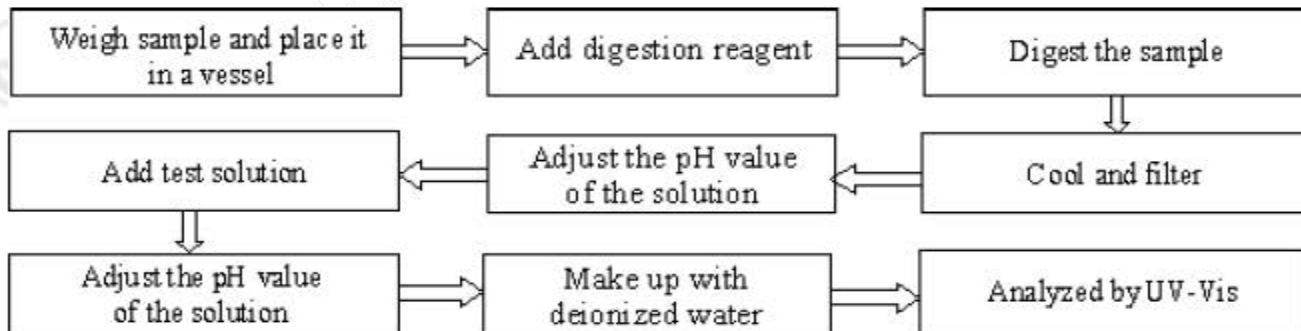 Weigh sample and place it
in a vessel
Add digestion reagent
Digest the sample
Cool and filter
Adjust the pH value
of the solution
Add test solution
Adjust the pH value
of the solution
Make up with
deionized water
Analyzed by UV-Vis